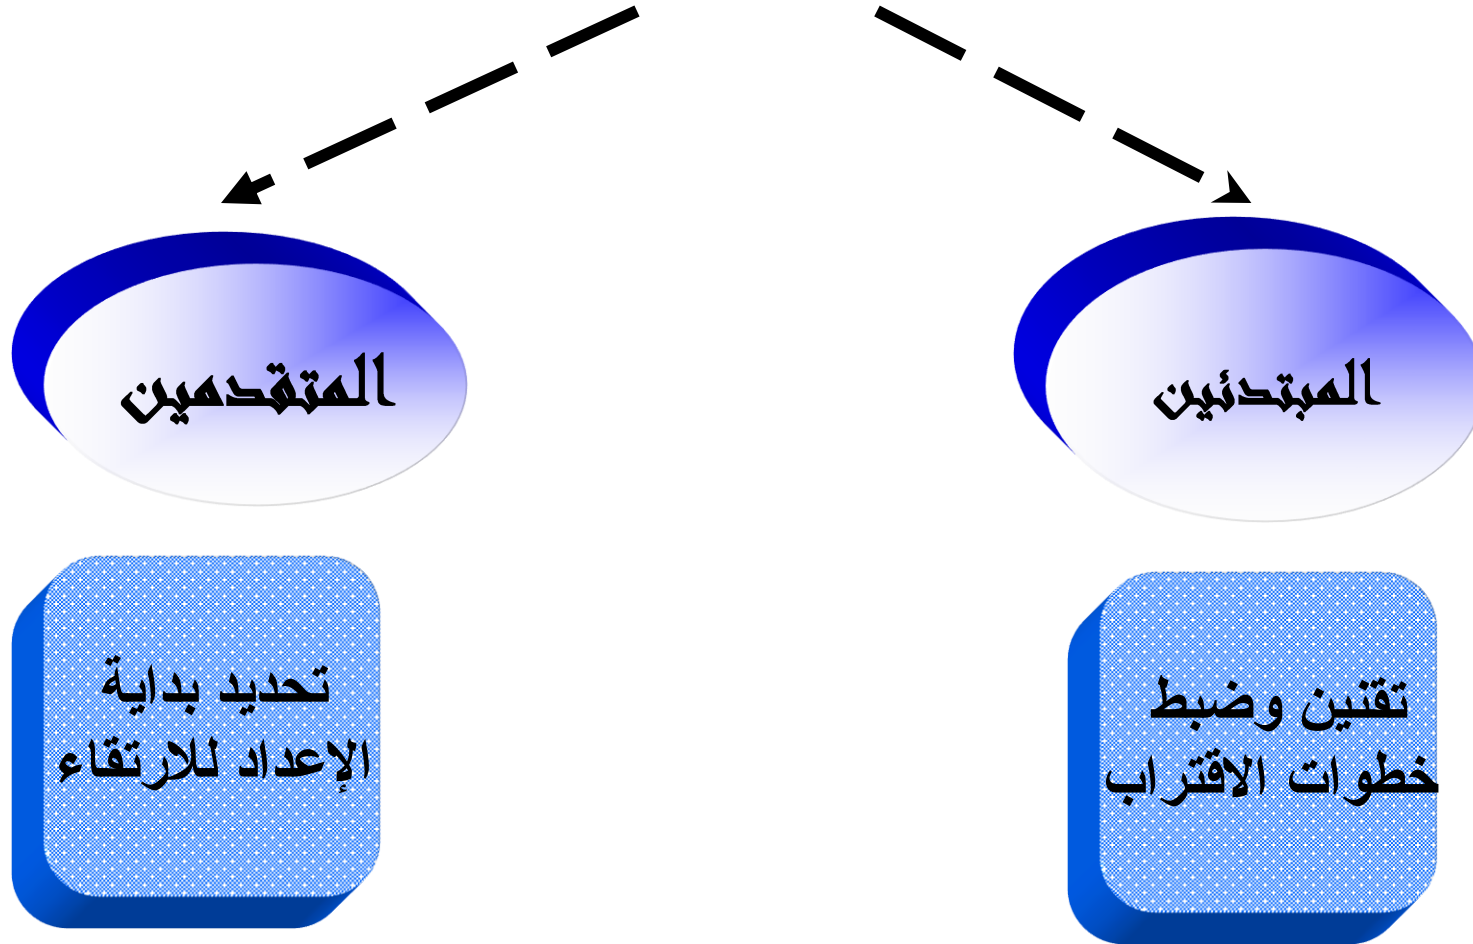 المبتدئين
المتقدمين
تقنين وضبط
خطوات الاقتراب
تحديد بداية
الإعداد للارتقاء